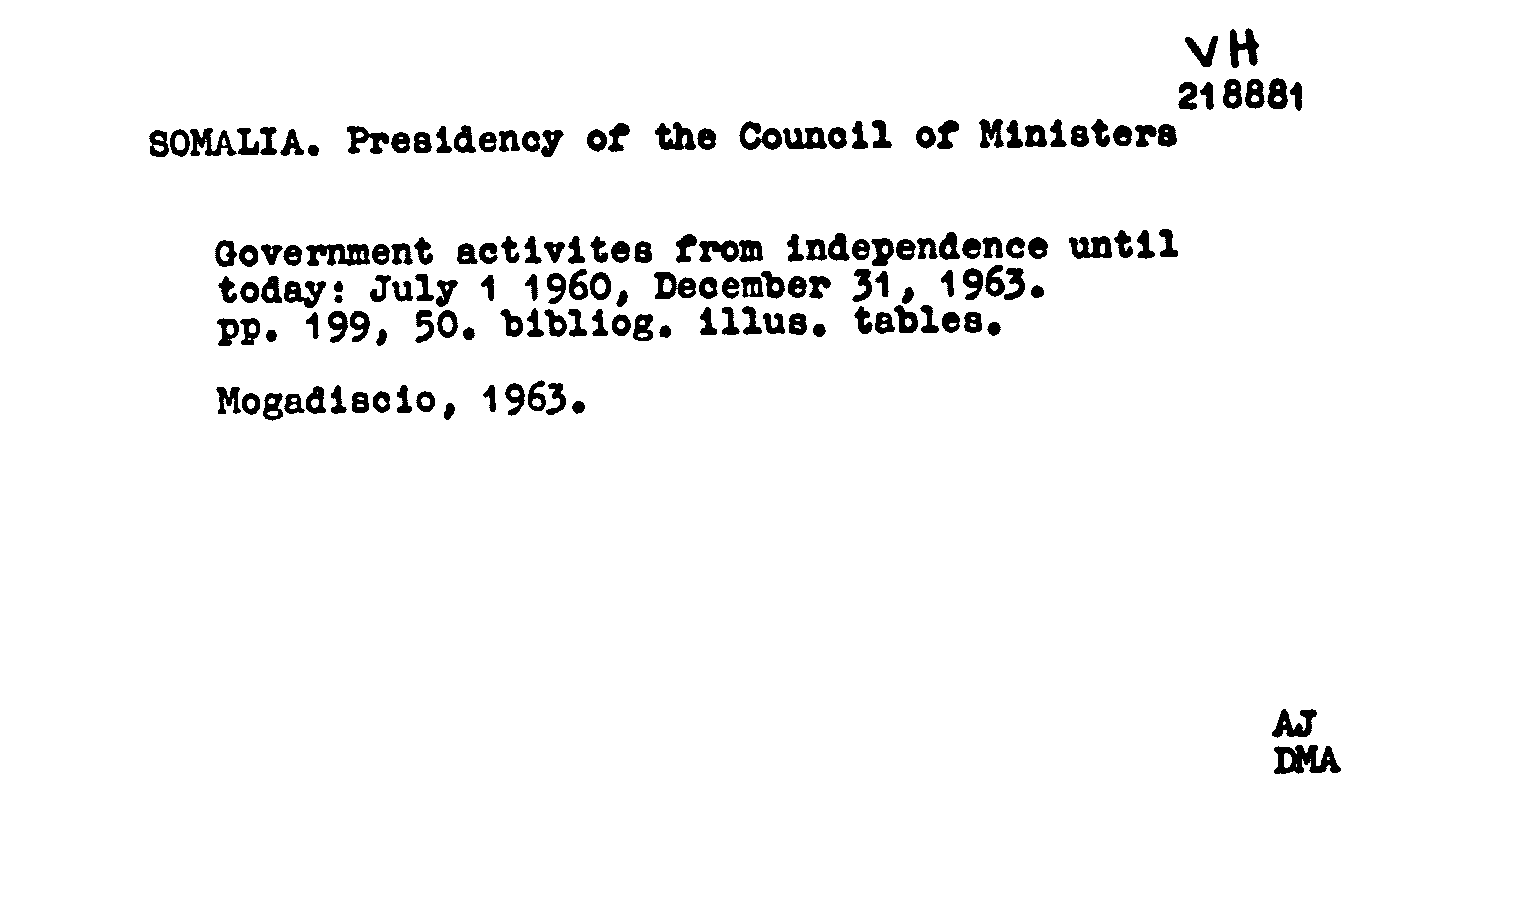 VH
218881
SOMALIA. Presidency of the Council of Ministers
Government activites from independence until
today: July 1 1960, December 31, 1963.
pp. 199, 50. bibliog. illus. tables.
Mogadiscio, 1963.
AJ
DMA